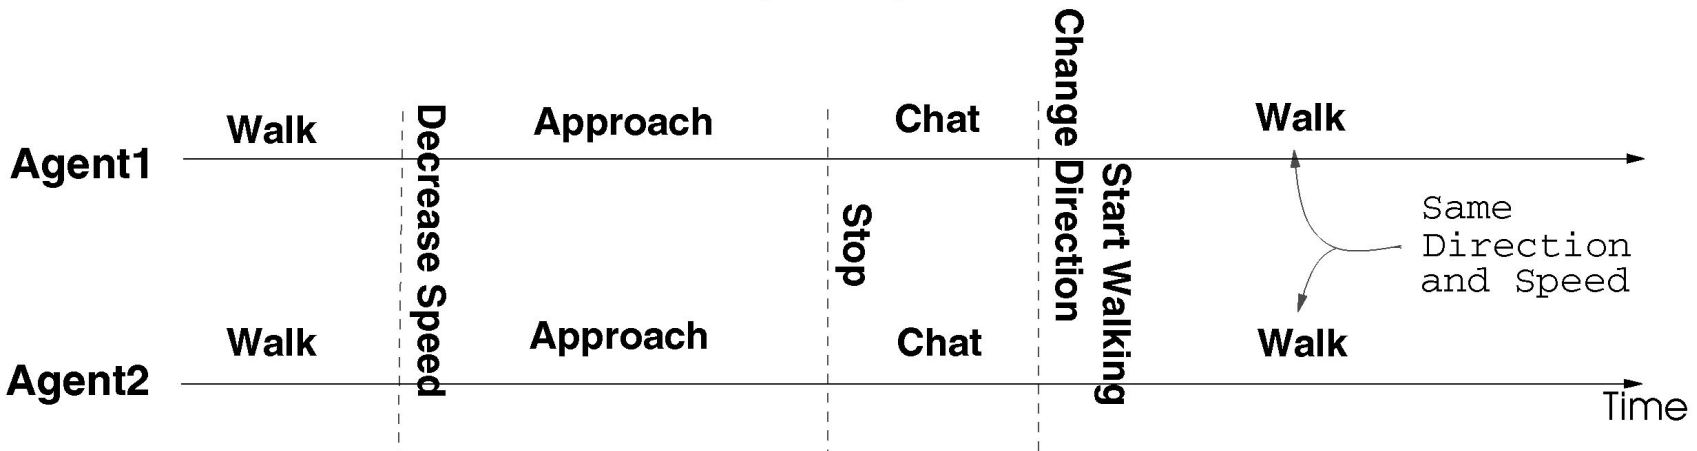 Agent1
Walk
Decrease Speed
Approach
Stop
Chat
Change Direction
Start Walking
Walk
Same
Direction
and Speed
Agent2
Walk
Approach
Chat
Walk
Time